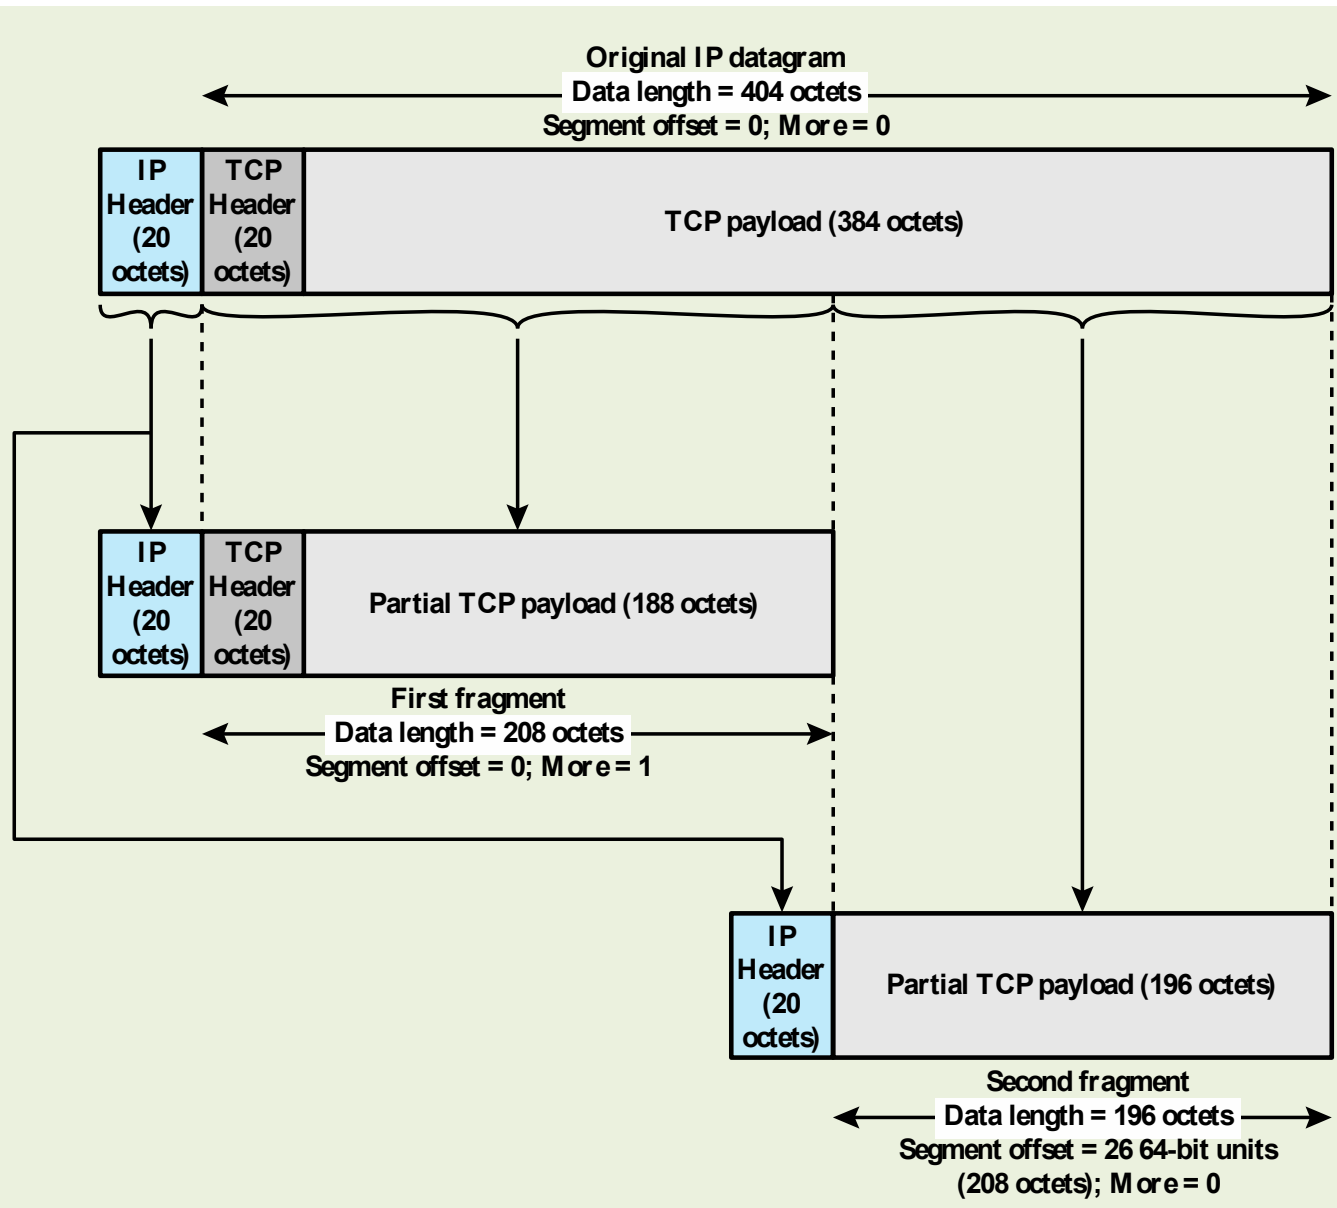 Original IP datagram
Data length = 404 octets
Segment offset = 0; More = 0
IP
Header
(20
octets)
TCP
Header
(20
octets)
TCP payload (384 octets)
IP
Header
(20
octets)
TCP
Header
(20
octets)
Partial TCP payload (188 octets)
First fragment
Data length = 208 octets
Segment offset = 0; More = 1
IP
Header
(20
octets)
Partial TCP payload (196 octets)
Second fragment
Data length = 196 octets
Segment offset = 26 64-bit units
(208 octets); More = 0